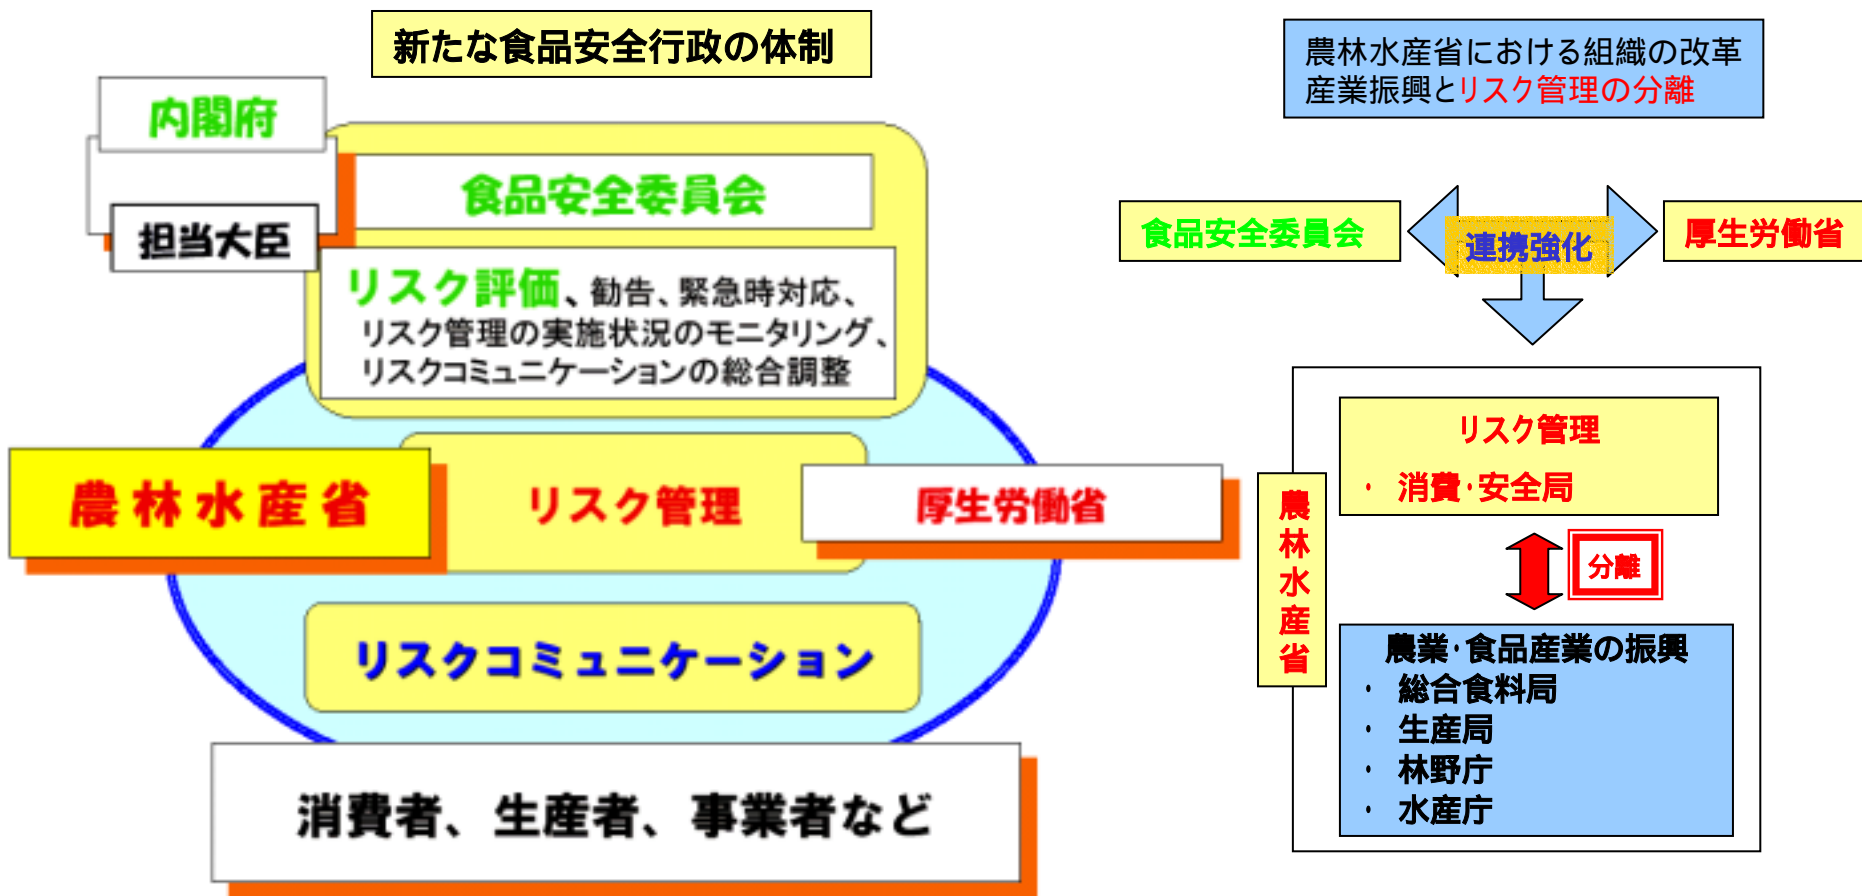 新たな食品安全行政の体制
内閣府
担当大臣
食品安全委員会
リスク評価、勧告、緊急時対応、
リスク管理の実施状況のモニタリング、
リスクコミュニケーションの総合調整
農林水産省
リスク管理
厚生労働省
リスクコミュニケーション
消費者、生産者、事業者など
農林水産省における組織の改革
産業振興とリスク管理の分離
食品安全委員会
連携強化
厚生労働省
農林水産省
リスク管理
・ 消費・安全局
分離
農業・食品産業の振興
・ 総合食料局
・ 生産局
・ 林野庁
・ 水産庁